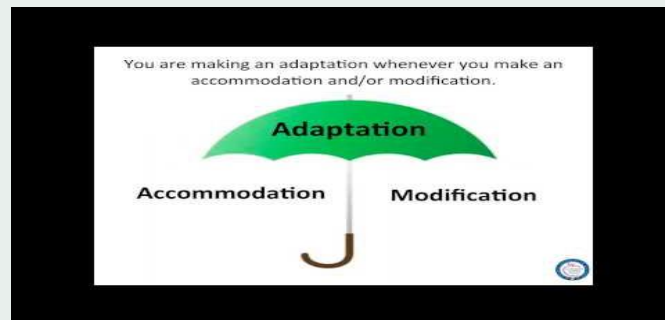 You are making an adaptation whenever you make an
accommodation and/or modification.
Adaptation
Accommodation Modification